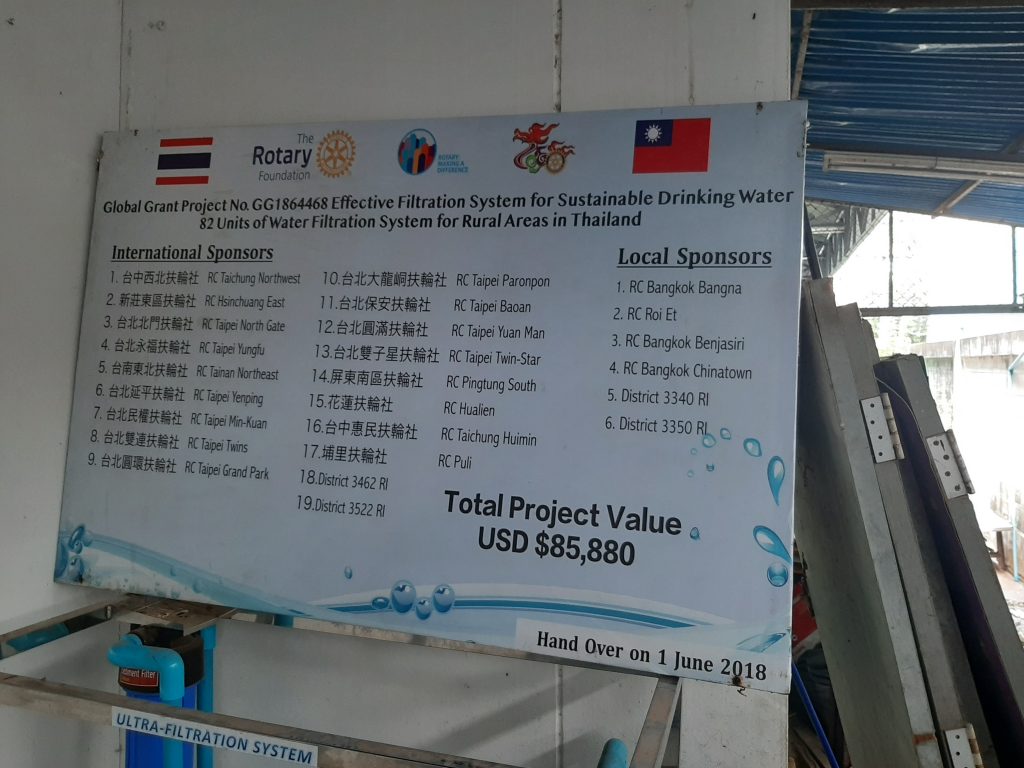 The
Rotary
Foundation
ROTARY
MAKING A
DIFFERENCE
Global Grant Project No. GG1864468 Effective Filtration System for Sustainable Drinking Water
82 Units of Water Filtration System for Rural Areas in Thailand
International Sponsors
1. 台中西北扶輪社 RC Taichung Northwest
2. 新莊東區扶輪社 RC Hsinchuang East
3. 台北北門扶輪社 RC Taipei North Gate
4. 台北永福扶輪社 RC Taipei Yungfu
5. 台南東北扶輪社 RC Tainan Northeast
6. 台北延平扶輪社 RC Taipei Yenping
7. 台北民權扶輪社 RC Taipei Min-Kuan
8. 台北雙連扶輪社 RC Taipei Twins
9. 台北圓環扶輪社 RC Taipei Grand Park
10. 台北大龍峒扶輪社 RC Taipei Paronpon
11. 台北保安扶輪社 RC Taipei Baoan
12. 台北圓滿扶輪社 RC Taipei Yuan Man
13. 台北雙子星扶輪社 RC Taipei Twin-Star
14. 屏東南區扶輪社 RC Pingtung South
15. 花蓮扶輪社 RC Hualien
16. 台中惠民扶輪社 RC Taichung Huimin
17. 埔里扶輪社 RC Puli
18. District 3462 RI
19. District 3522 RI
Local Sponsors
1. RC Bangkok Bangna
2. RC Roi Et
3. RC Bangkok Benjasiri
4. RC Bangkok Chinatown
5. District 3340 RI
6. District 3350 RI
Total Project Value
USD $85,880
Hand Over on 1 June 2018
Filter
ULTRA-FILTRATION SYSTEM